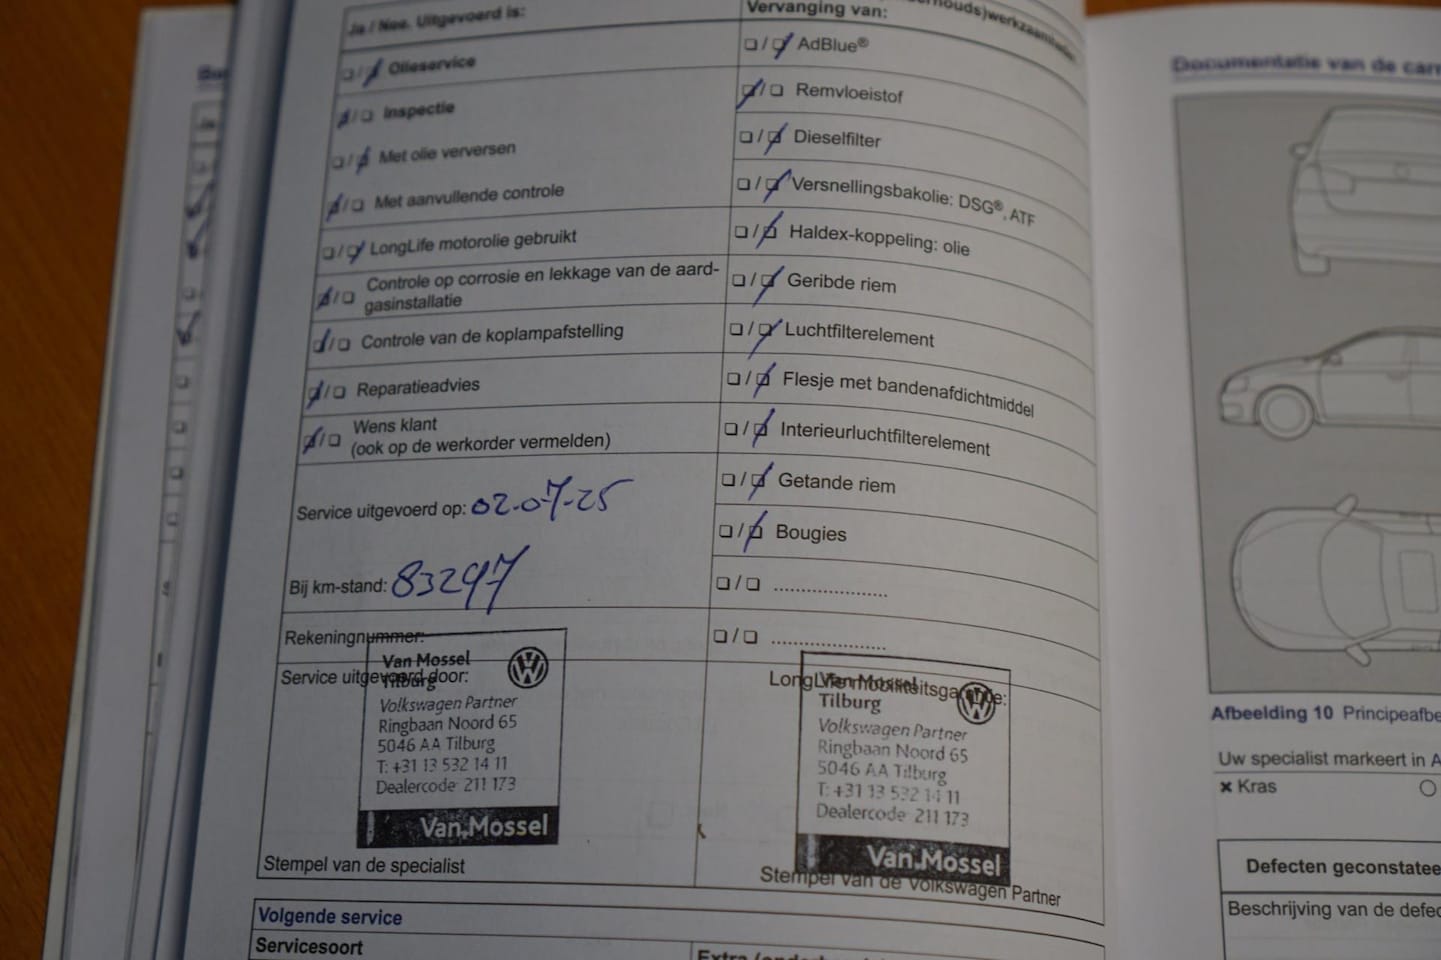 Ja / Nee. Uitgevoerd is:
❏ / ❏ Olieservice
❏ / ❏ Inspectie
❏ / ❏ Met olie verversen
❏ / ❏ Met aanvullende controle
❏ / ❏ LongLife motorolie gebruikt
❏ / ❏ Controle op corrosie en lekkage van de aard-
gasinstallatie
❏ / ❏ Controle van de koplampafstelling
❏ / ❏ Reparatieadvies
❏ / ❏ Wens klant
(ook op de werkorder vermelden)
Service uitgevoerd op: 02-07-25
Bij km-stand: 83297
Rekeningnummer:
Service uitgevoerd door:
Van Mossel
Tilburg
Volkswagen Partner
Ringbaan Noord 65
5046 AA Tilburg
T: +31 13 532 14 11
Dealercode 211 173
Van Mossel
Stempel van de specialist
Vervanging van:
❏ / ❏ AdBlue®
❏ / ❏ Remvloeistof
❏ / ❏ Dieselfilter
❏ / ❏ Versnellingsbakolie: DSG®, ATF
❏ / ❏ Haldex-koppeling: olie
❏ / ❏ Geribde riem
❏ / ❏ Luchtfilterelement
❏ / ❏ Flesje met bandenafdichtmiddel
❏ / ❏ Interieurluchtfilterelement
❏ / ❏ Getande riem
❏ / ❏ Bougies
❏ / ❏ .....................
❏ / ❏ .....................
LongLife mobiliteitsgarantie:
Van Mossel
Tilburg
Volkswagen Partner
Ringbaan Noord 65
5046 AA Tilburg
T: +31 13 532 14 11
Dealercode 211 173
Van Mossel
Stempel van de Volkswagen Partner
Volgende service
Servicesoort
Documentatie van de carr
Afbeelding 10 Principeafbe
Uw specialist markeert in A
× Kras
Defecten geconstatee
Beschrijving van de defec